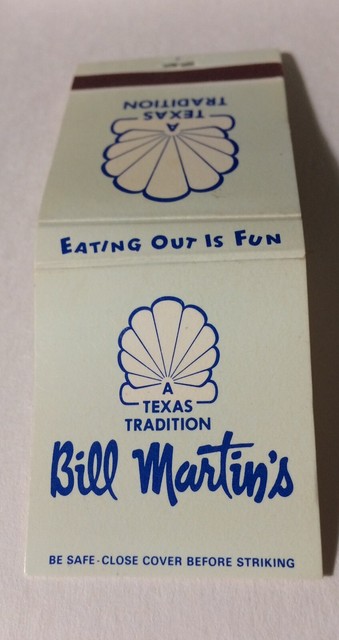 A
TEXAS
TRADITION
EATING OUT IS FUN
A
TEXAS
TRADITION
Bill Martin's
BE SAFE-CLOSE COVER BEFORE STRIKING